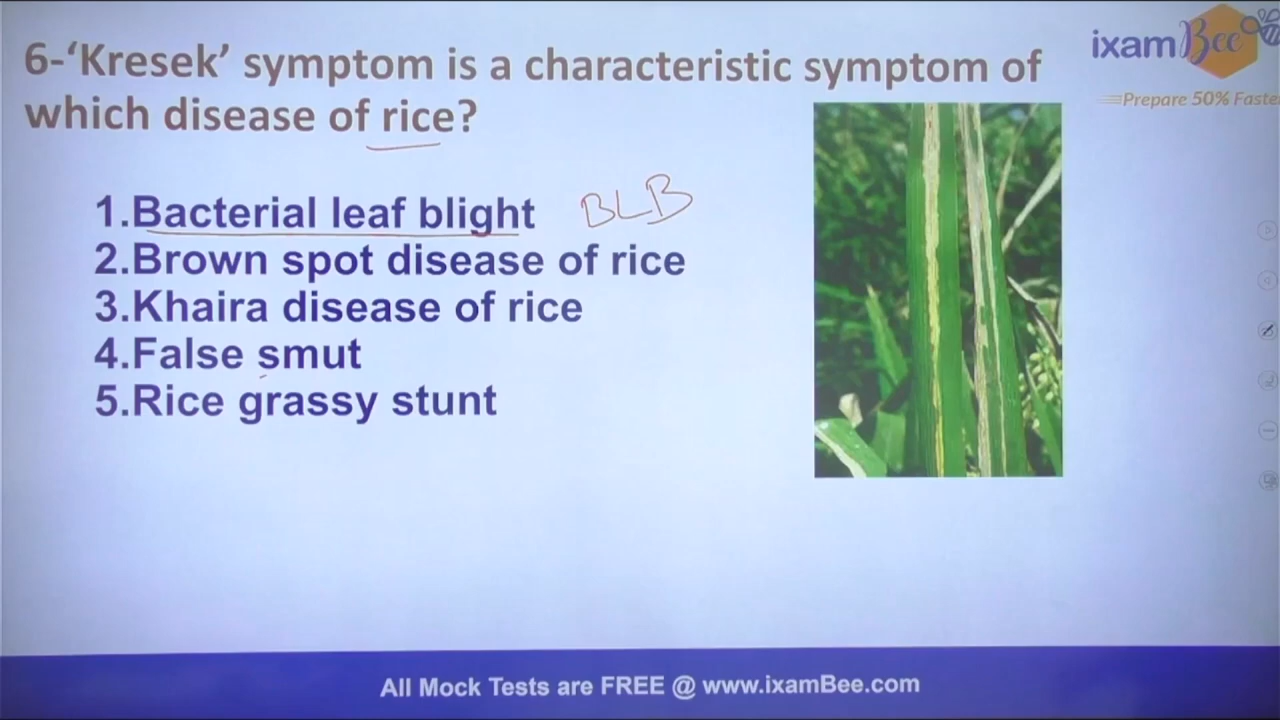 ixamBee
Prepare 50% Faste
6-‘Kresek’ symptom is a characteristic symptom of
which disease of rice?
1.Bacterial leaf blight BLB
2.Brown spot disease of rice
3.Khaira disease of rice
4.False smut
5.Rice grassy stunt
All Mock Tests are FREE @ www.ixamBee.com